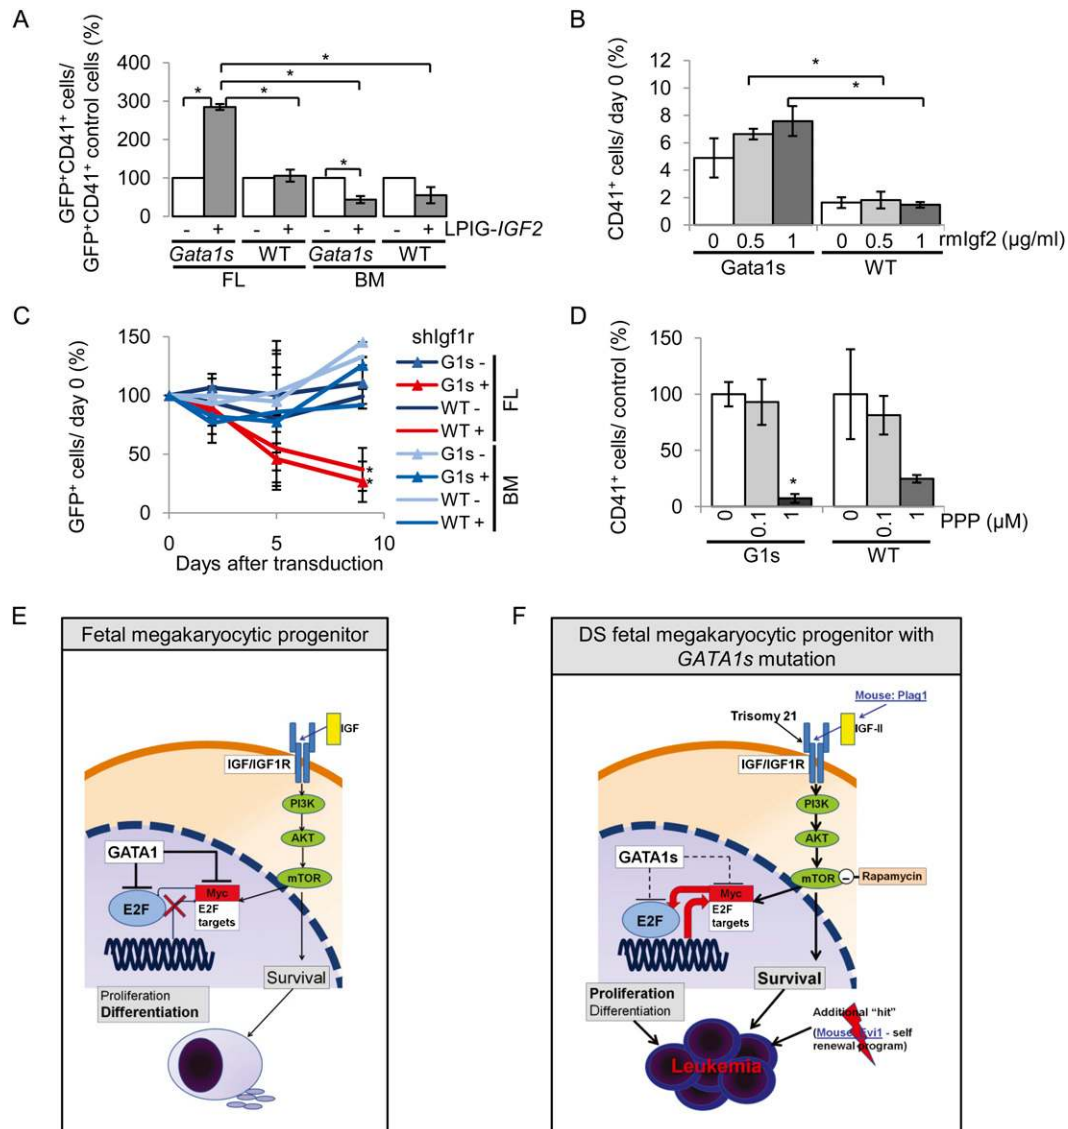 A
GFP⁺CD41⁺ cells/
GFP⁺CD41⁺ control cells (%)
400
300
200
100
0
*
*
*
*
*
- + - + - + - + LPIG-IGF2
Gata1s WT Gata1s WT
FL BM
B
CD41⁺ cells/ day 0 (%)
12
10
8
6
4
2
0
*
*
0 0.5 1 0 0.5 1 rmIgf2 (µg/ml)
Gata1s WT
C
GFP⁺ cells/ day 0 (%)
150
100
50
0
0 5 10
Days after transduction
*
*
shIgf1r
G1s -
G1s +
WT -
WT +
FL
G1s -
G1s +
WT -
WT +
BM
D
CD41⁺ cells/ control (%)
150
100
50
0
*
0 0.1 1 0 0.1 1 PPP (µM)
G1s WT
E
Fetal megakaryocytic progenitor
IGF
IGF/IGF1R
PI3K
AKT
mTOR
GATA1
E2F
Myc
E2F
targets
Survival
Proliferation
Differentiation
F
DS fetal megakaryocytic progenitor with
GATA1s mutation
Mouse: Plag1
Trisomy 21
IGF-II
IGF/IGF1R
PI3K
AKT
mTOR
–
Rapamycin
GATA1s
E2F
Myc
E2F
targets
Survival
Proliferation
Differentiation
Additional “hit”
(Mouse: Evi1 - self
renewal program)
Leukemia